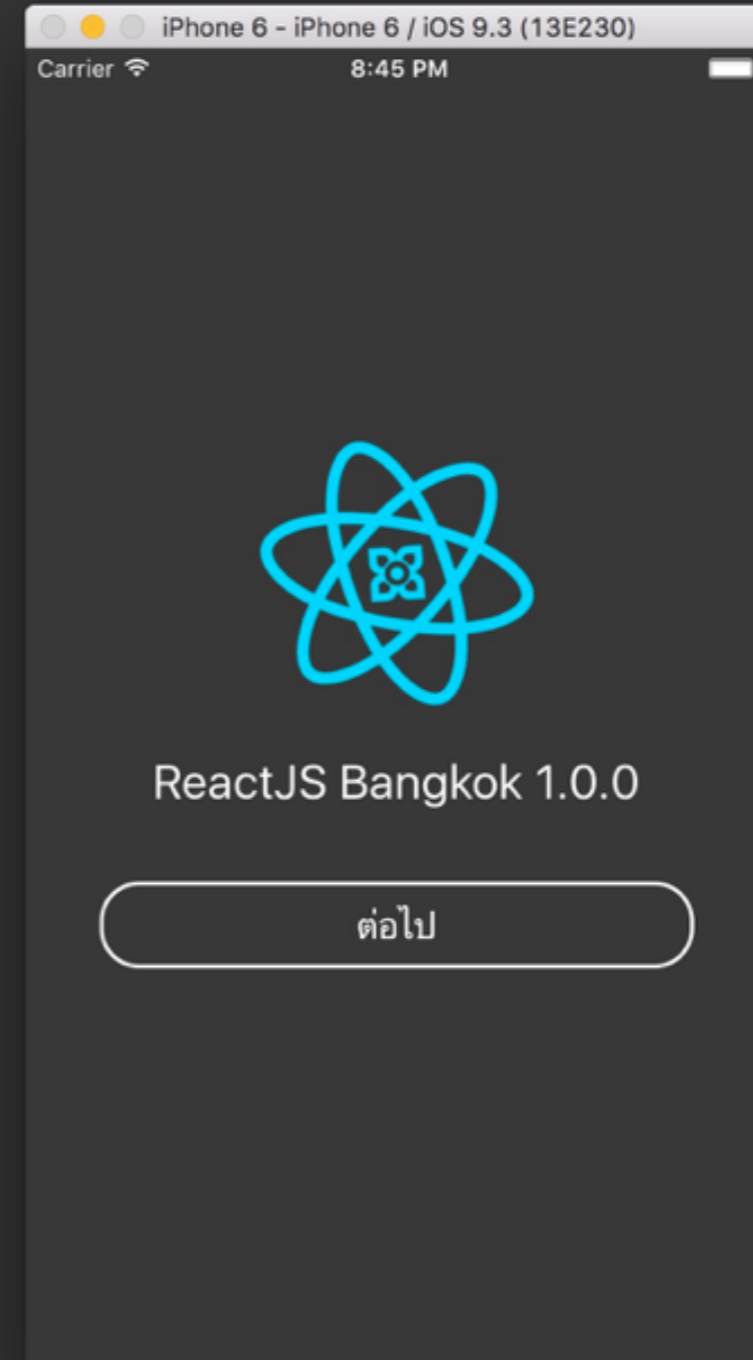 iPhone 6 - iPhone 6 / iOS 9.3 (13E230)
Carrier 8:45 PM
ReactJS Bangkok 1.0.0
ต่อไป